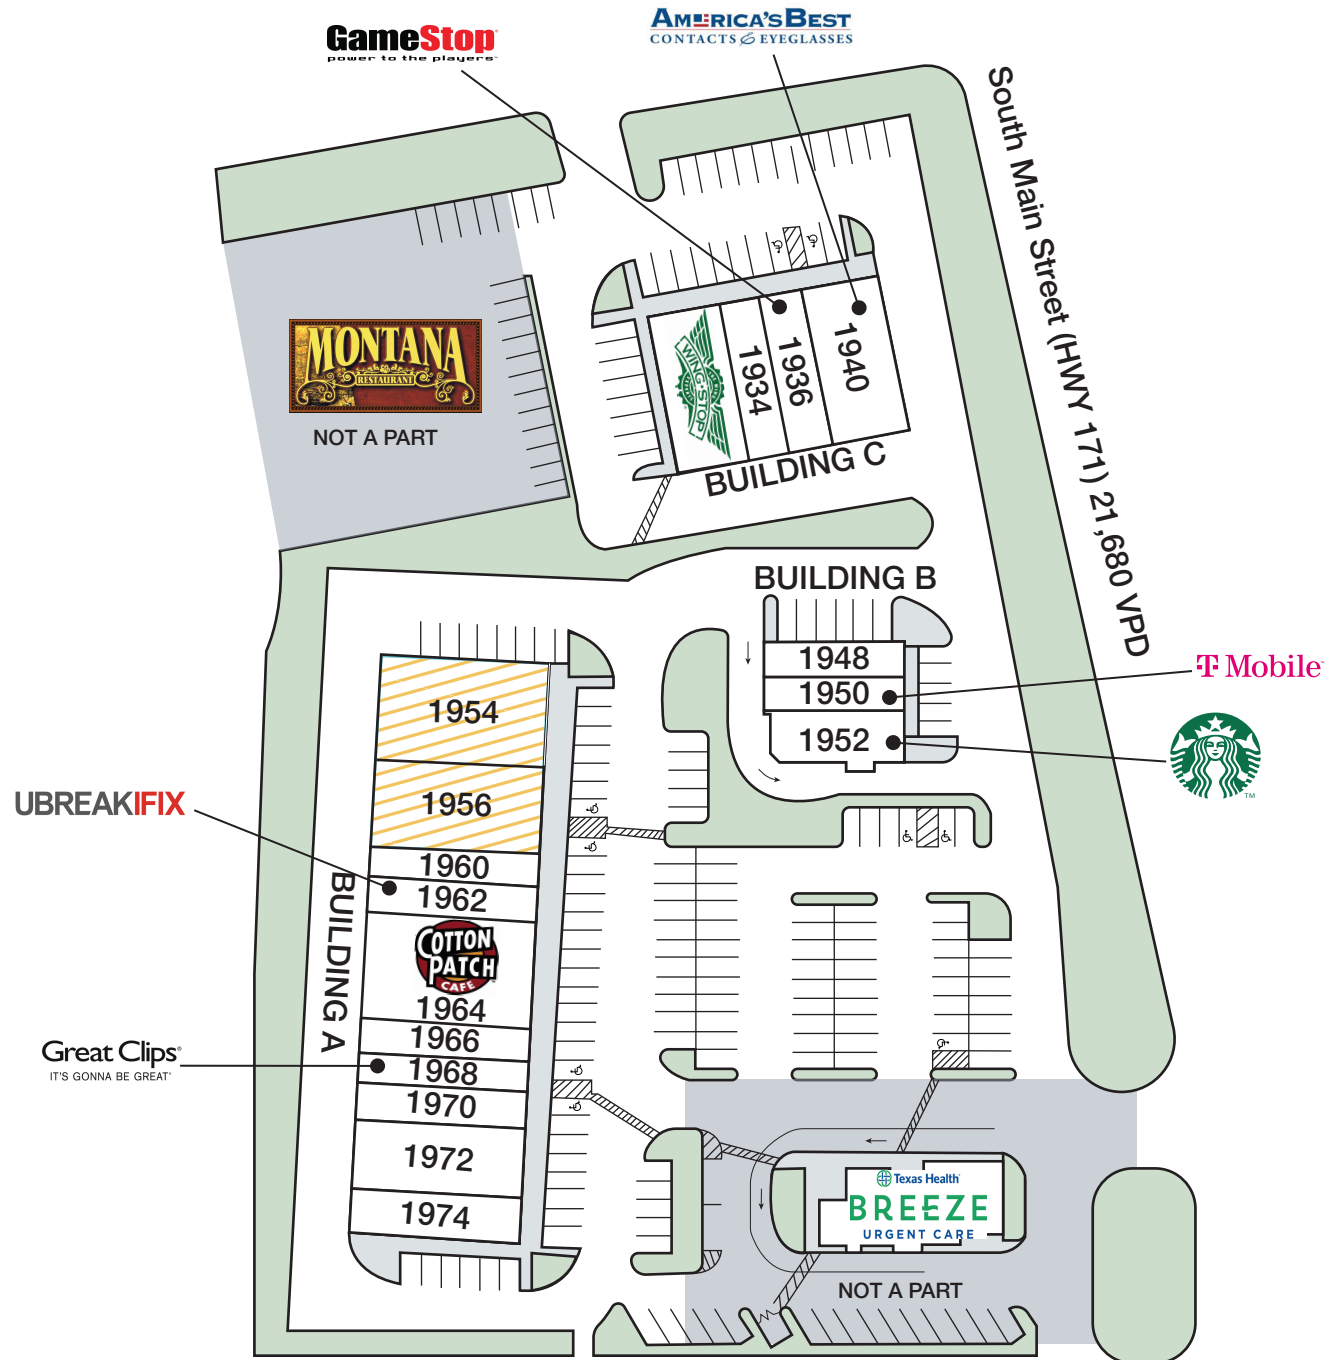 GameStop
power to the players
AMERICA'S BEST
CONTACTS & EYEGLASSES
South Main Street (HWY 171) 21,680 VPD
MONTANA
RESTAURANT
NOT A PART
WING·STOP
1934
1936
1940
BUILDING C
BUILDING B
1948
1950
1952
T Mobile
TM
1954
1956
UBREAKIFIX
1960
1962
BUILDING A
COTTON
PATCH
CAFE
1964
1966
Great Clips®
IT'S GONNA BE GREAT®
1968
1970
1972
1974
Texas Health
BREEZE
URGENT CARE
NOT A PART